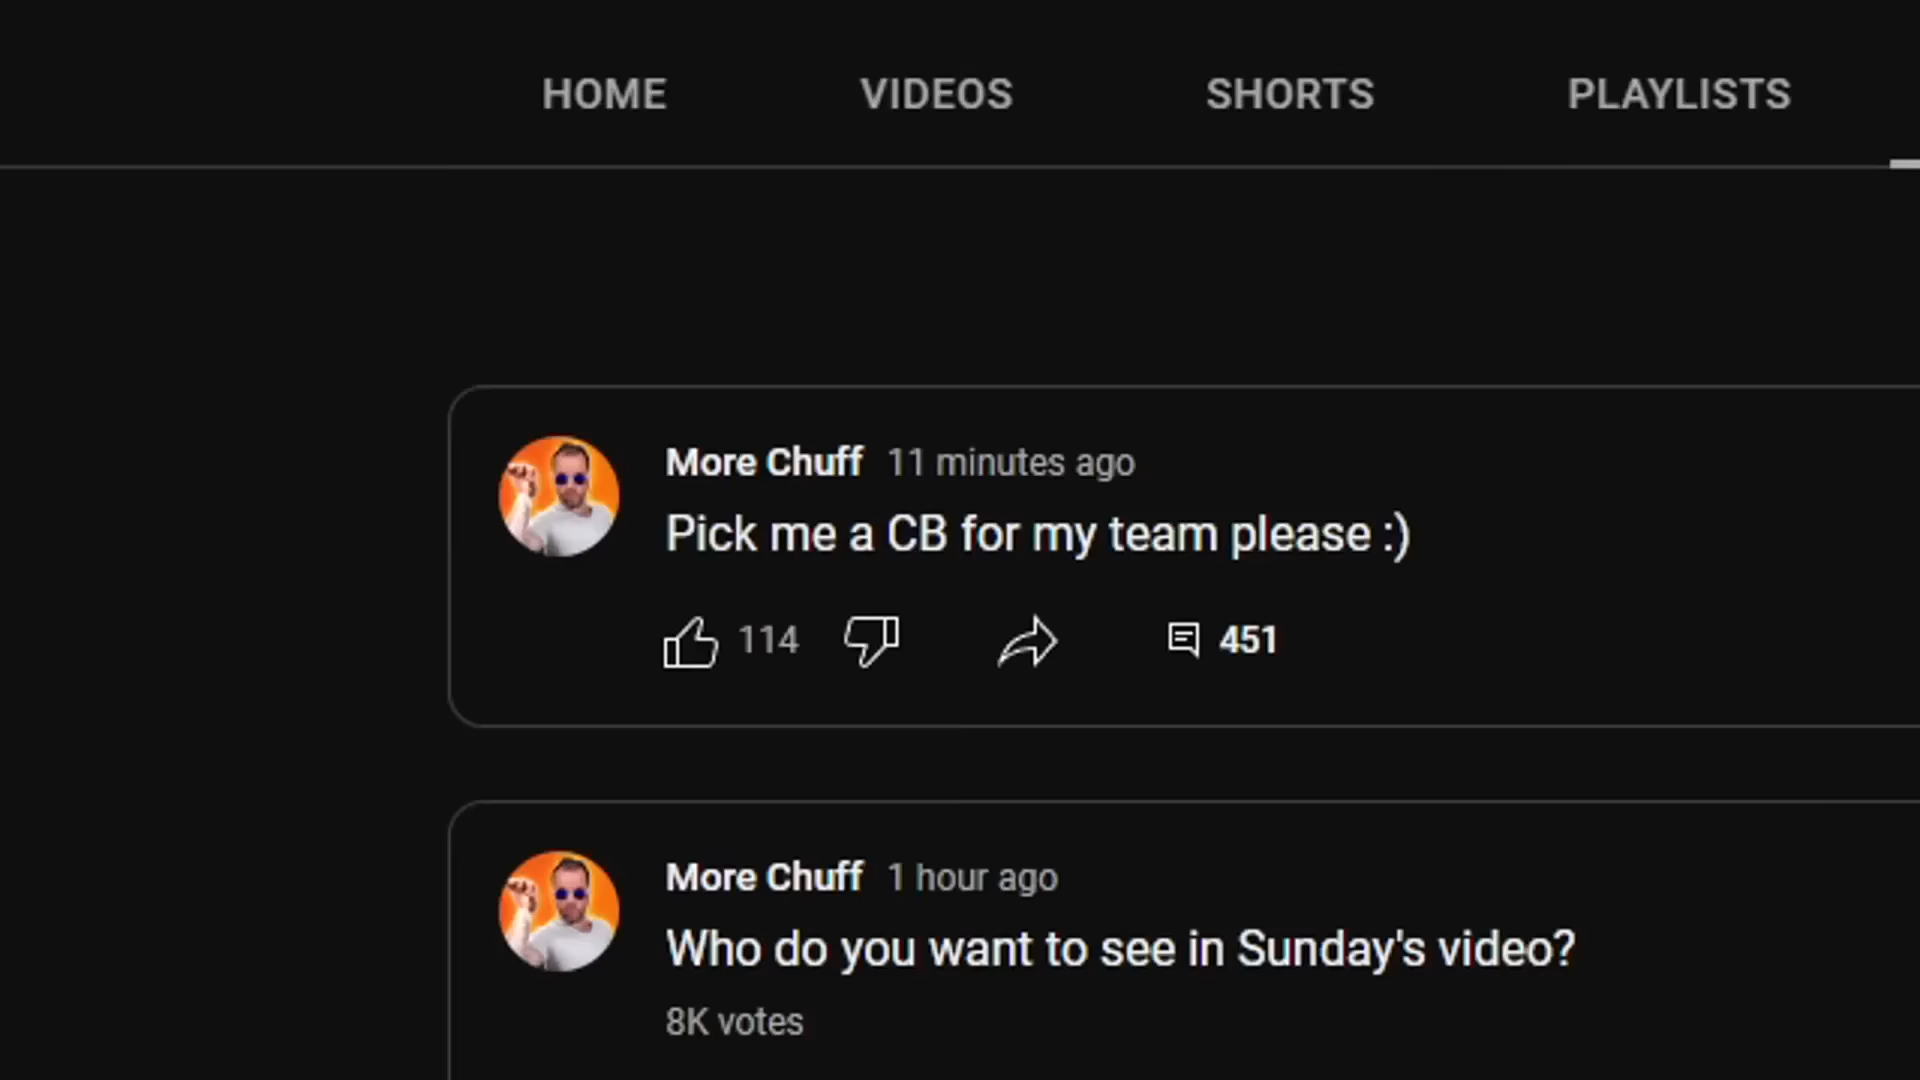 HOME VIDEOS SHORTS PLAYLISTS
More Chuff 11 minutes ago
Pick me a CB for my team please :)
114 451
More Chuff 1 hour ago
Who do you want to see in Sunday's video?
8K votes